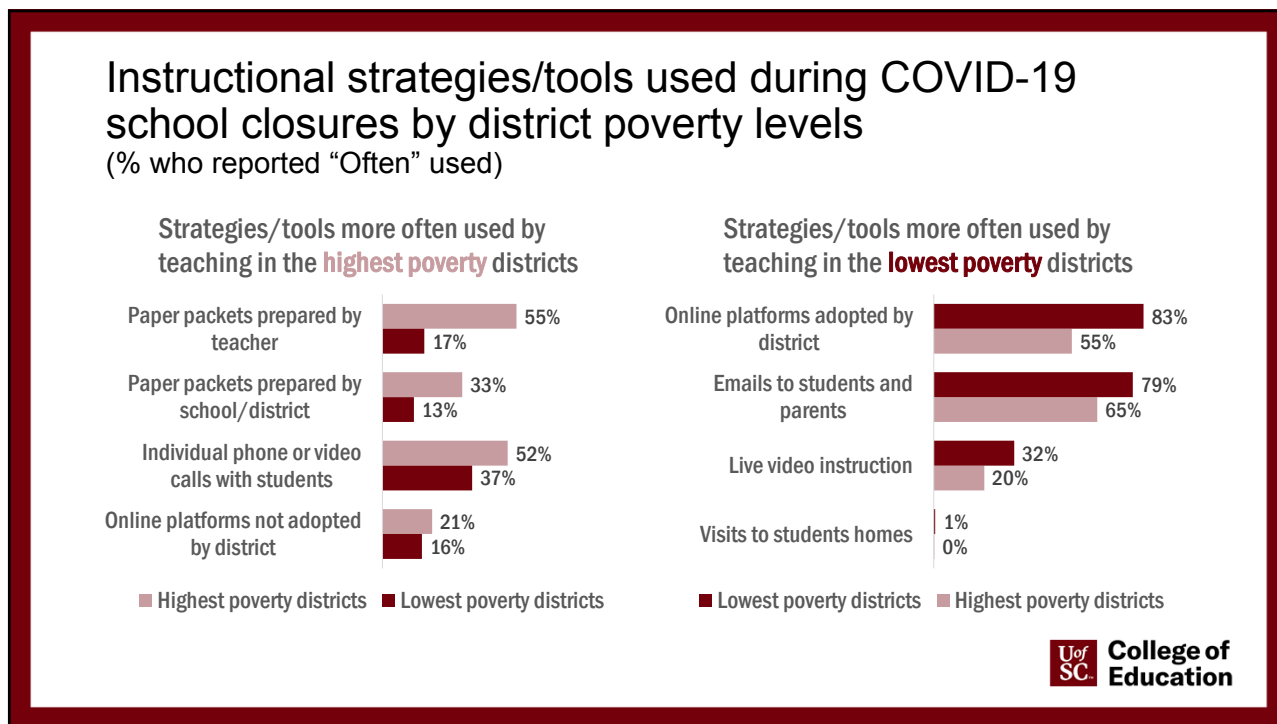 Instructional strategies/tools used during COVID-19
school closures by district poverty levels
(% who reported “Often” used)
Strategies/tools more often used by
teaching in the highest poverty districts
Paper packets prepared by
teacher
55%
17%
Paper packets prepared by
school/district
33%
13%
Individual phone or video
calls with students
52%
37%
Online platforms not adopted
by district
21%
16%
Highest poverty districts Lowest poverty districts
Strategies/tools more often used by
teaching in the lowest poverty districts
Online platforms adopted by
district
83%
55%
Emails to students and
parents
79%
65%
Live video instruction
32%
20%
Visits to students homes
1%
0%
Lowest poverty districts Highest poverty districts
U of
SC
College of
Education